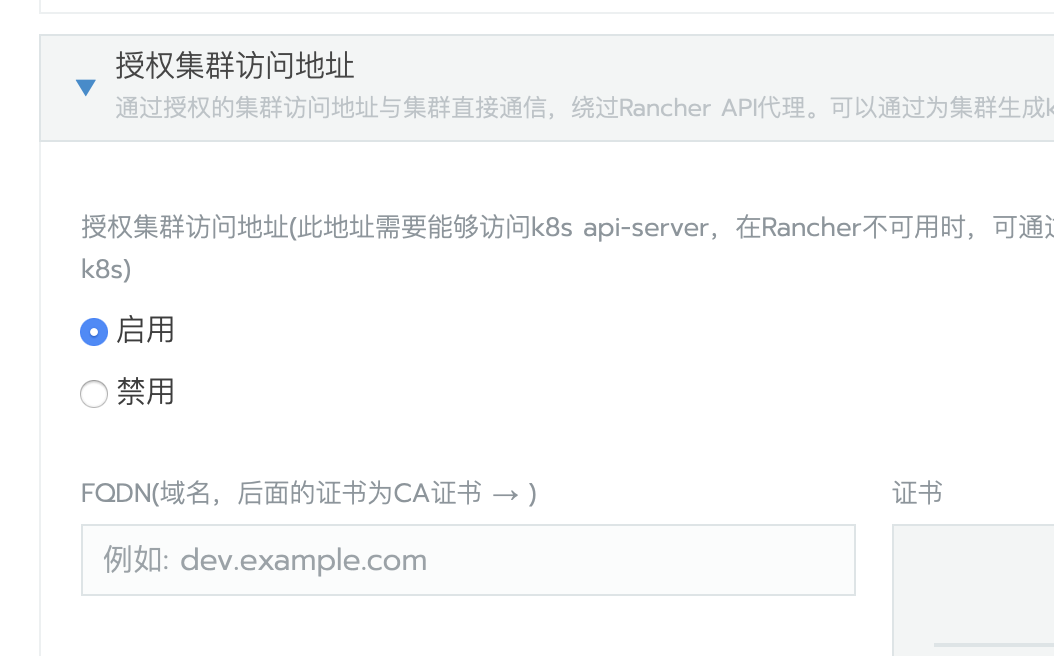 授权集群访问地址
通过授权的集群访问地址与集群直接通信，绕过Rancher API代理。可以通过为集群生成k
授权集群访问地址(此地址需要能够访问k8s api-server，在Rancher不可用时，可通过
k8s)
启用
禁用
FQDN(域名，后面的证书为CA证书 → )
证书
例如: dev.example.com